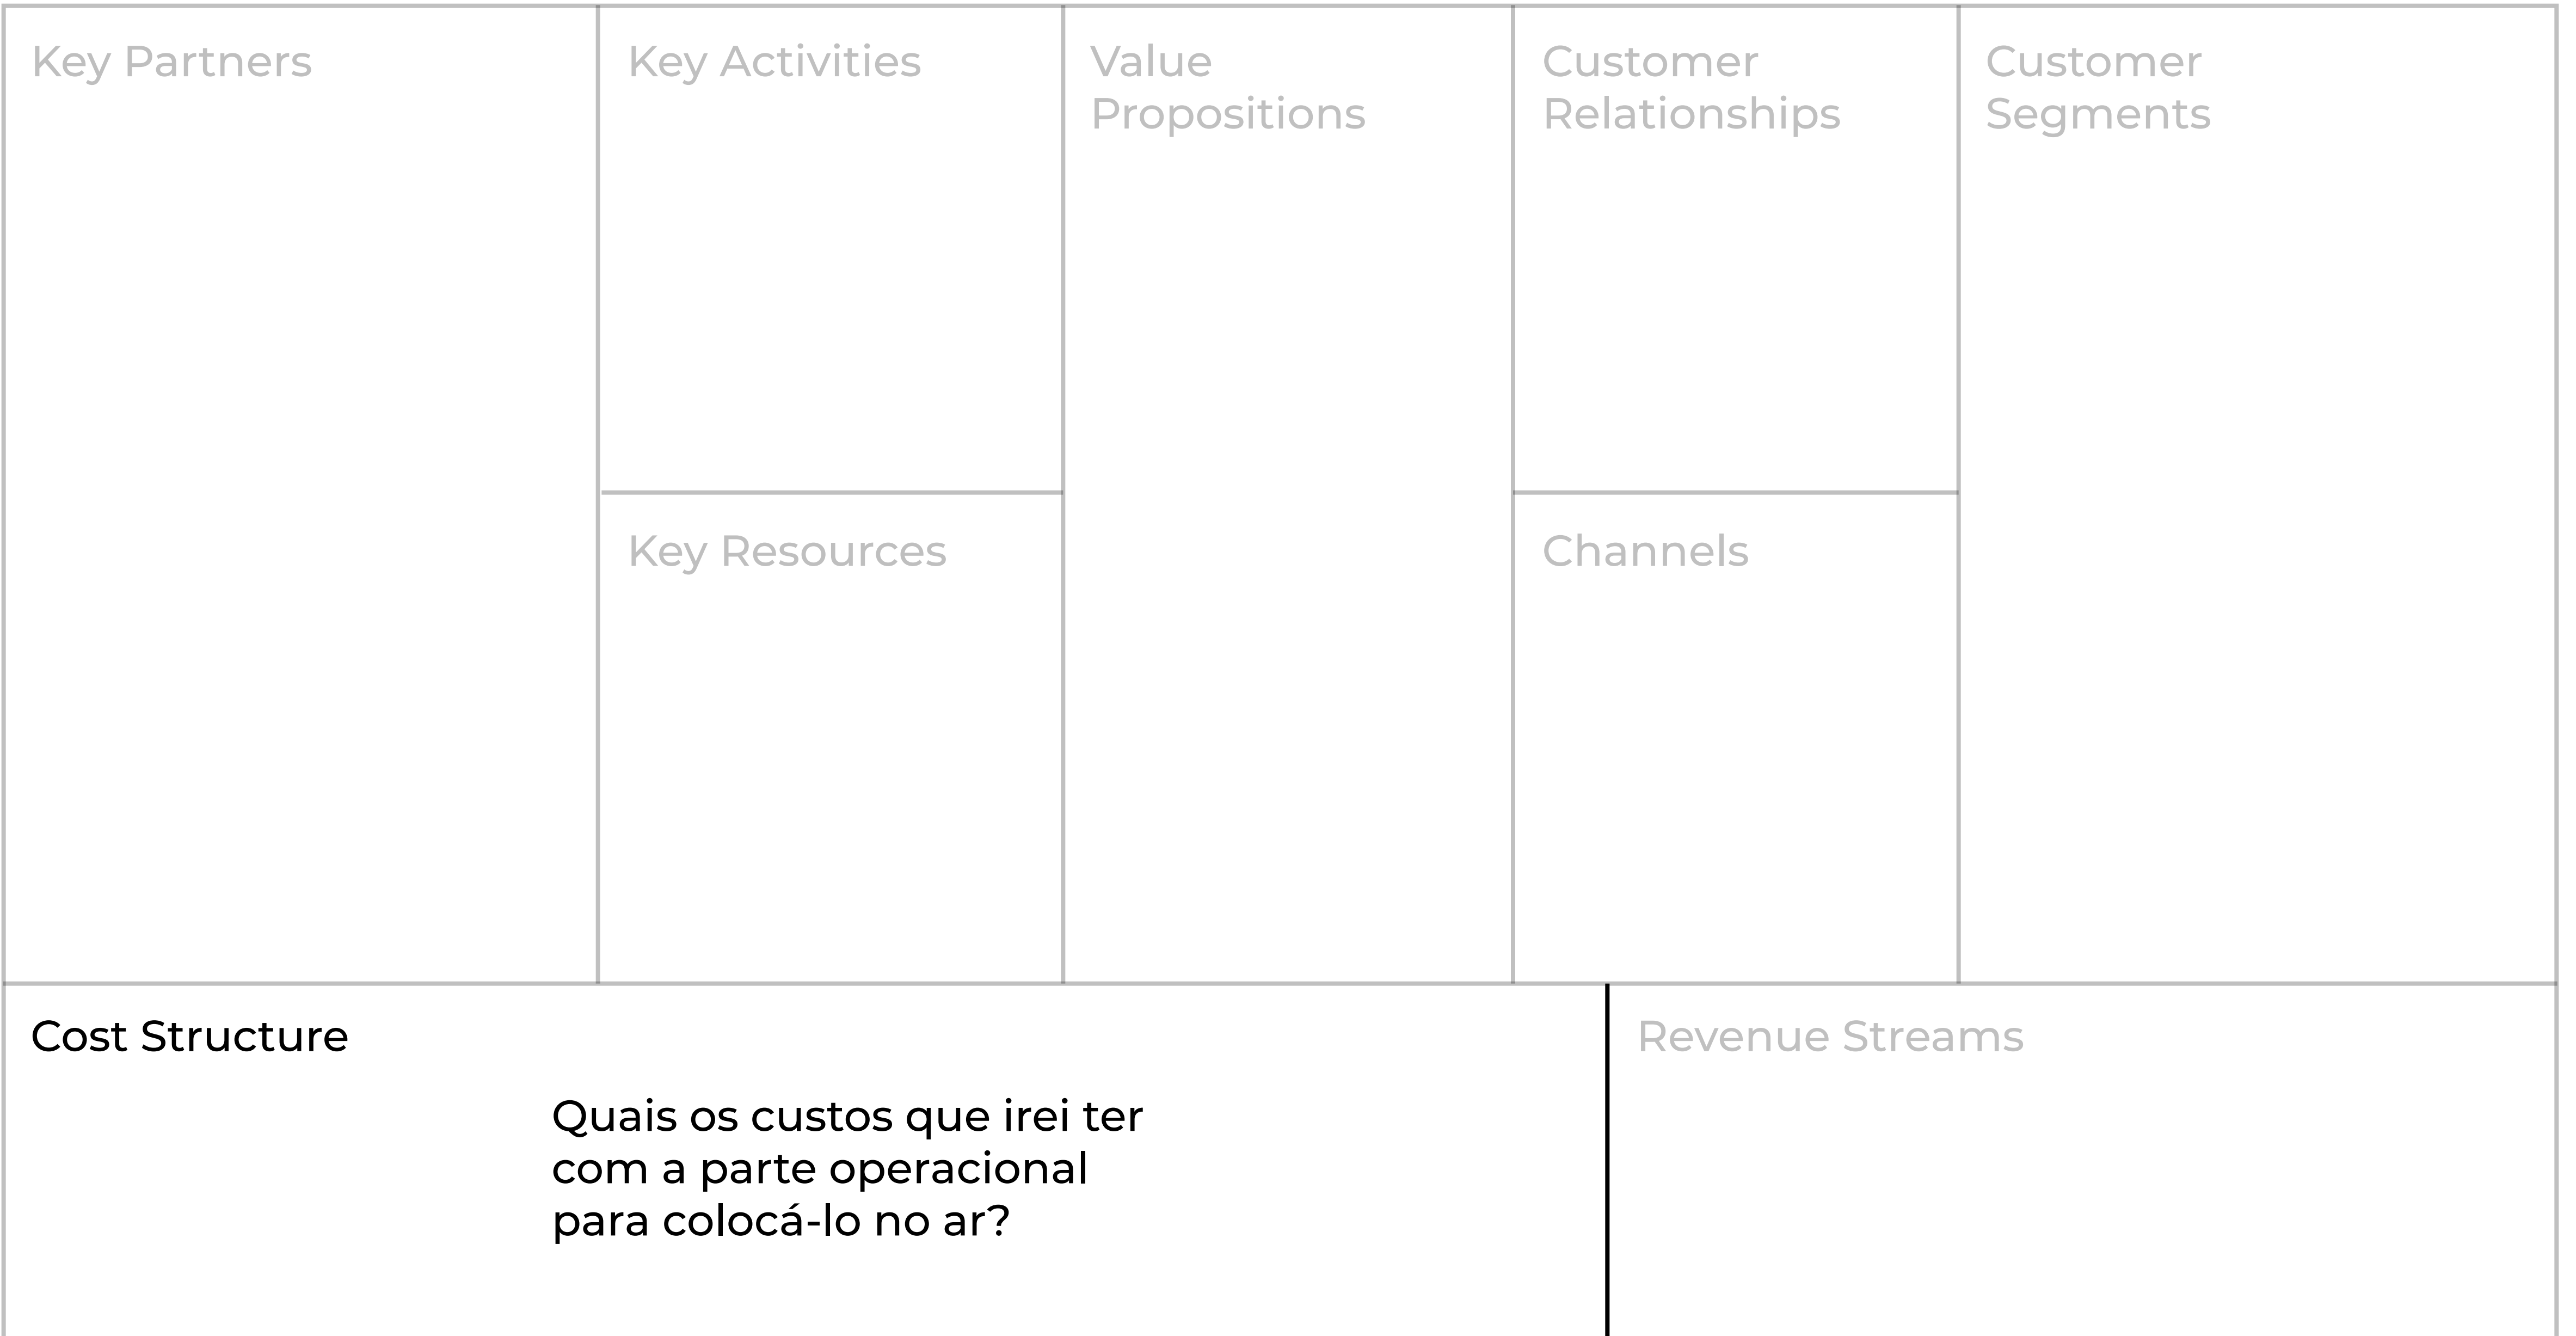 Key Partners
Key Activities
Value
Propositions
Customer
Relationships
Customer
Segments
Key Resources
Channels
Cost Structure
Quais os custos que irei ter
com a parte operacional
para colocá-lo no ar?
Revenue Streams